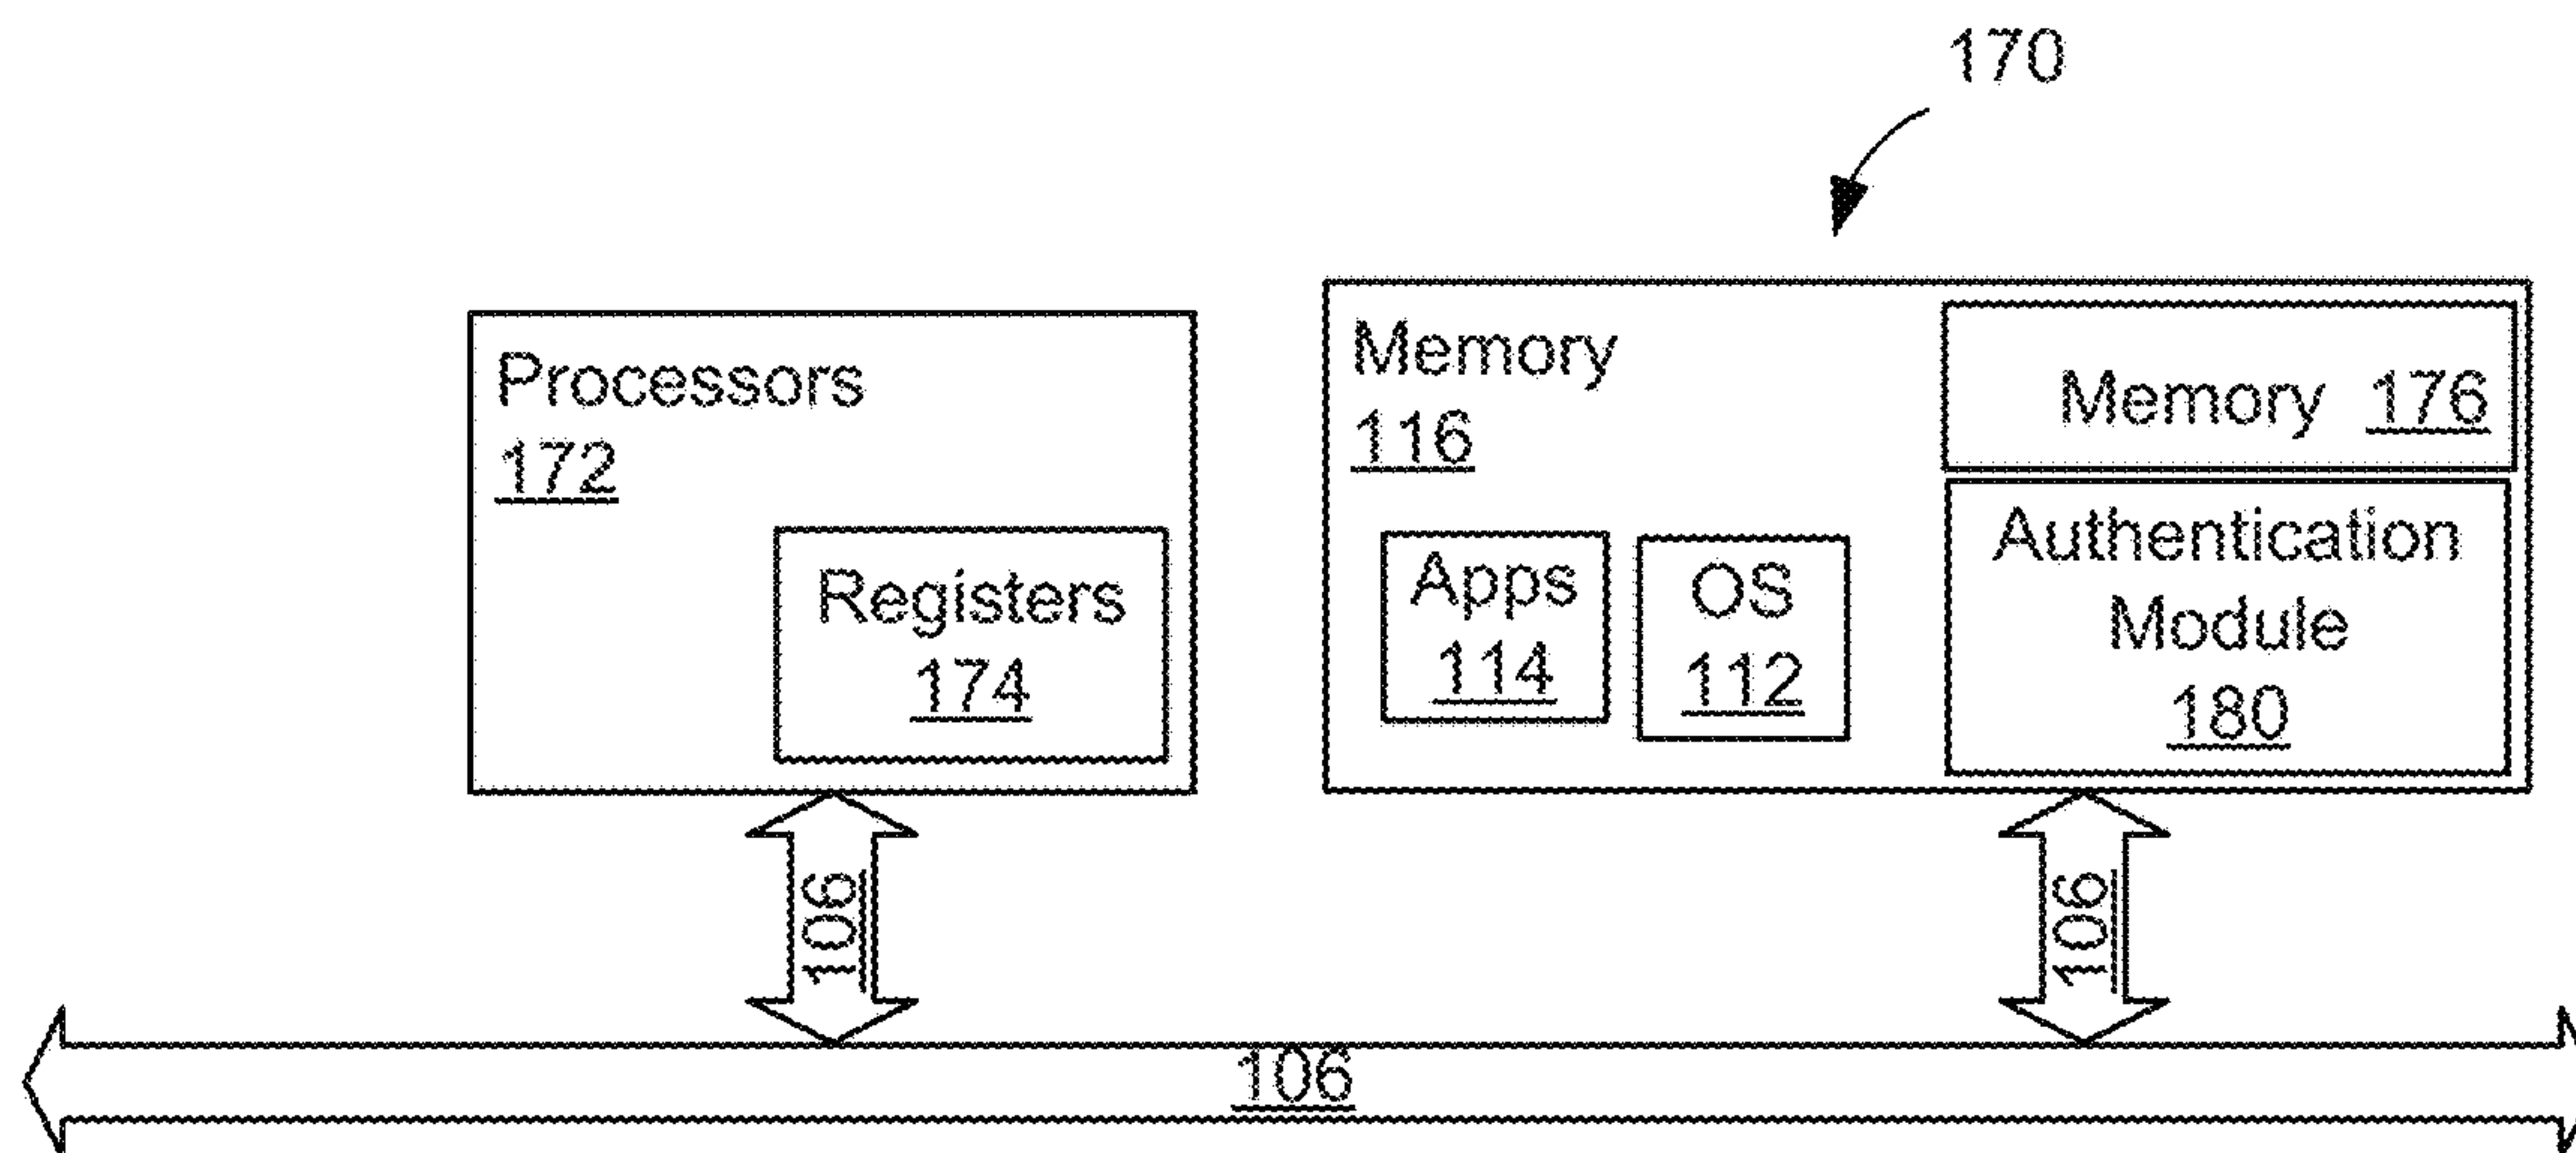 170
Processors
172
Registers
174
Memory
116
Apps
114
OS
112
Memory 176
Authentication
Module
180
106
106
106